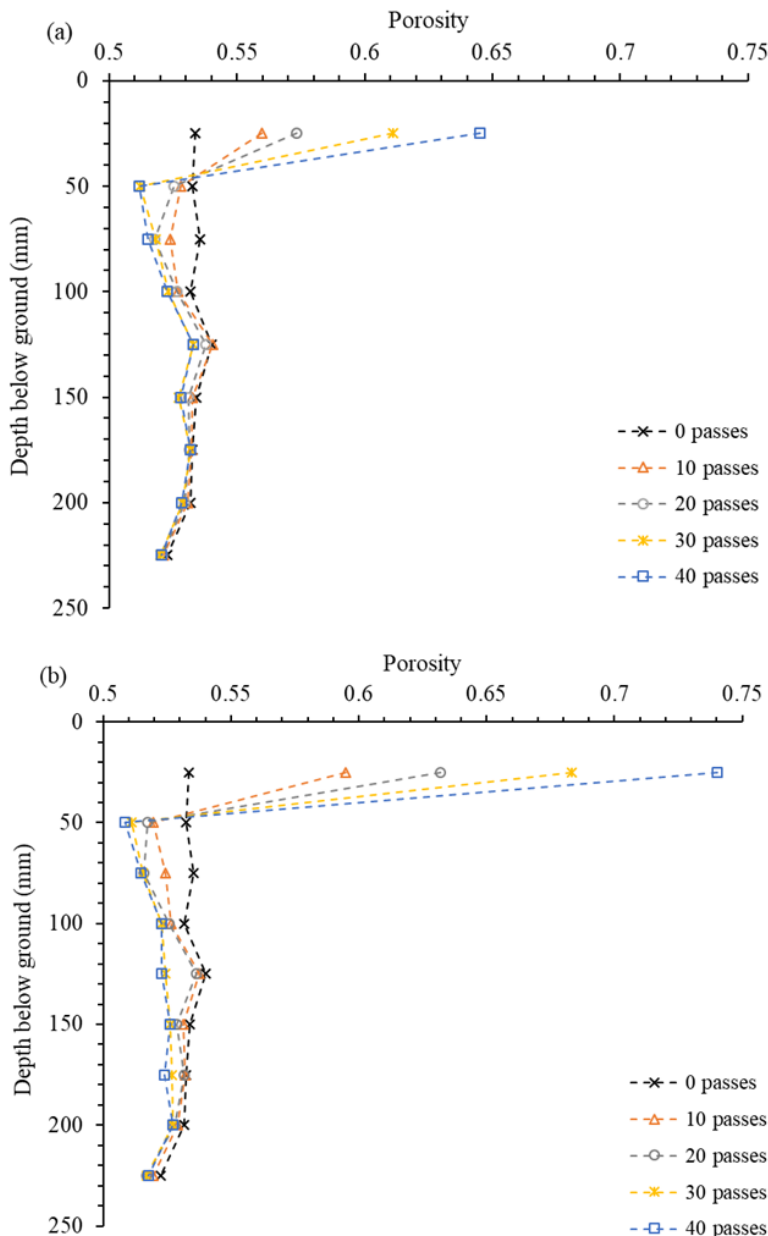 (a)
Porosity
0.5 0.55 0.6 0.65 0.7 0.75
0
50
100
150
200
250
Depth below ground (mm)
0 passes
10 passes
20 passes
30 passes
40 passes
(b)
Porosity
0.5 0.55 0.6 0.65 0.7 0.75
0
50
100
150
200
250
Depth below ground (mm)
0 passes
10 passes
20 passes
30 passes
40 passes